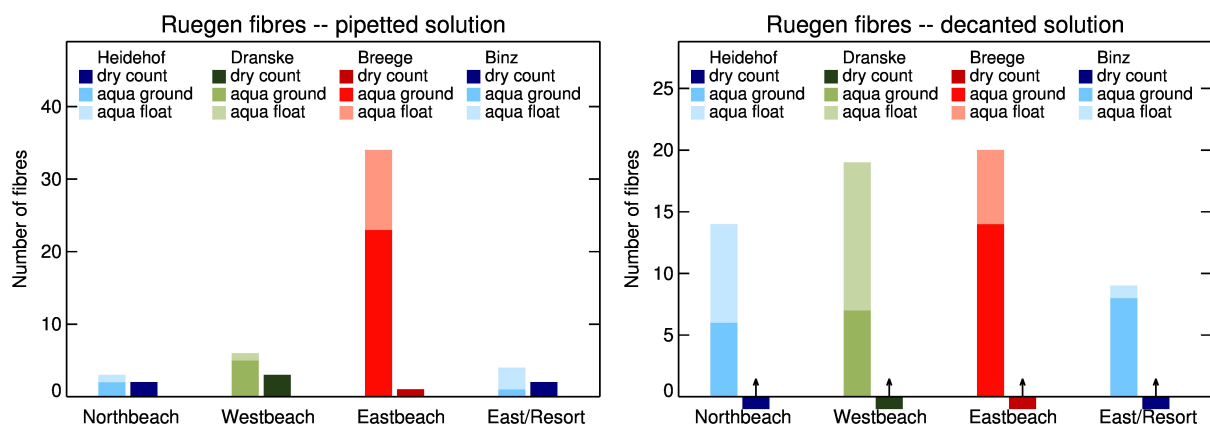 Ruegen fibres -- pipetted solution
Heidehof Dranske Breege Binz
dry count dry count dry count dry count
aqua ground aqua ground aqua ground aqua ground
aqua float aqua float aqua float aqua float
Number of fibres
40
30
20
10
0
Northbeach Westbeach Eastbeach East/Resort
Ruegen fibres -- decanted solution
Heidehof Dranske Breege Binz
dry count dry count dry count dry count
aqua ground aqua ground aqua ground aqua ground
aqua float aqua float aqua float aqua float
Number of fibres
25
20
15
10
5
0
Northbeach Westbeach Eastbeach East/Resort